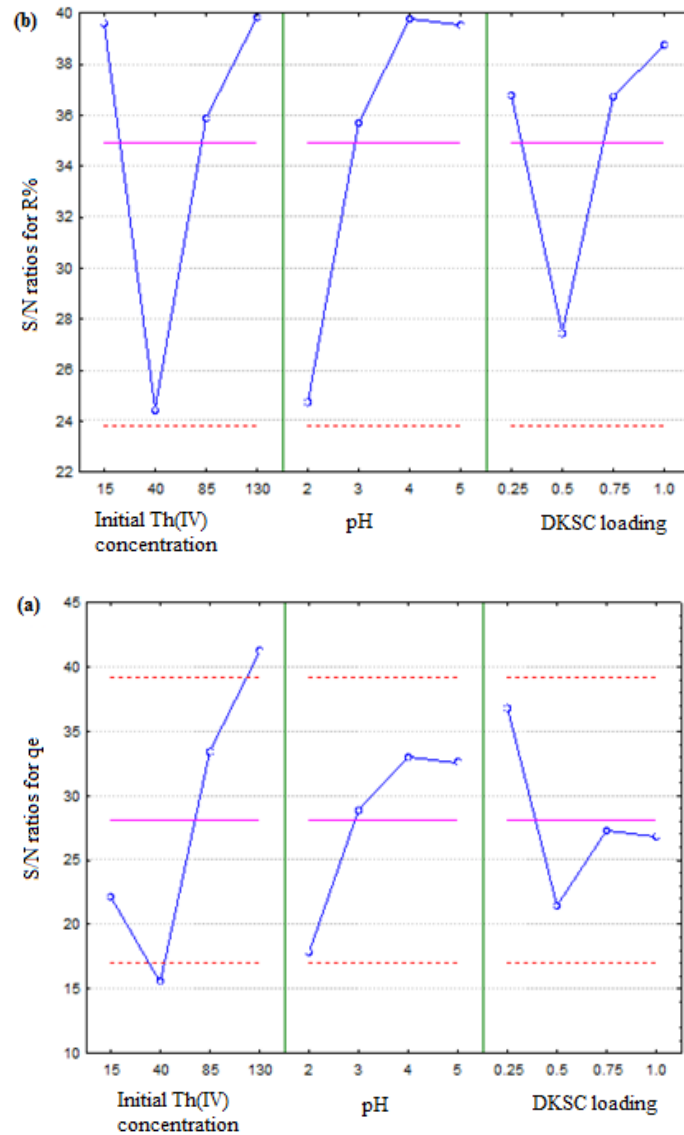 (b)
40
38
36
34
32
30
28
26
24
22
S/N ratios for R%
15 40 85 130 2 3 4 5 0.25 0.5 0.75 1.0
Initial Th(IV)
concentration
pH
DKSC loading
(a)
45
40
35
30
25
20
15
10
S/N ratios for qe
15 40 85 130 2 3 4 5 0.25 0.5 0.75 1.0
Initial Th(IV)
concentration
pH
DKSC loading